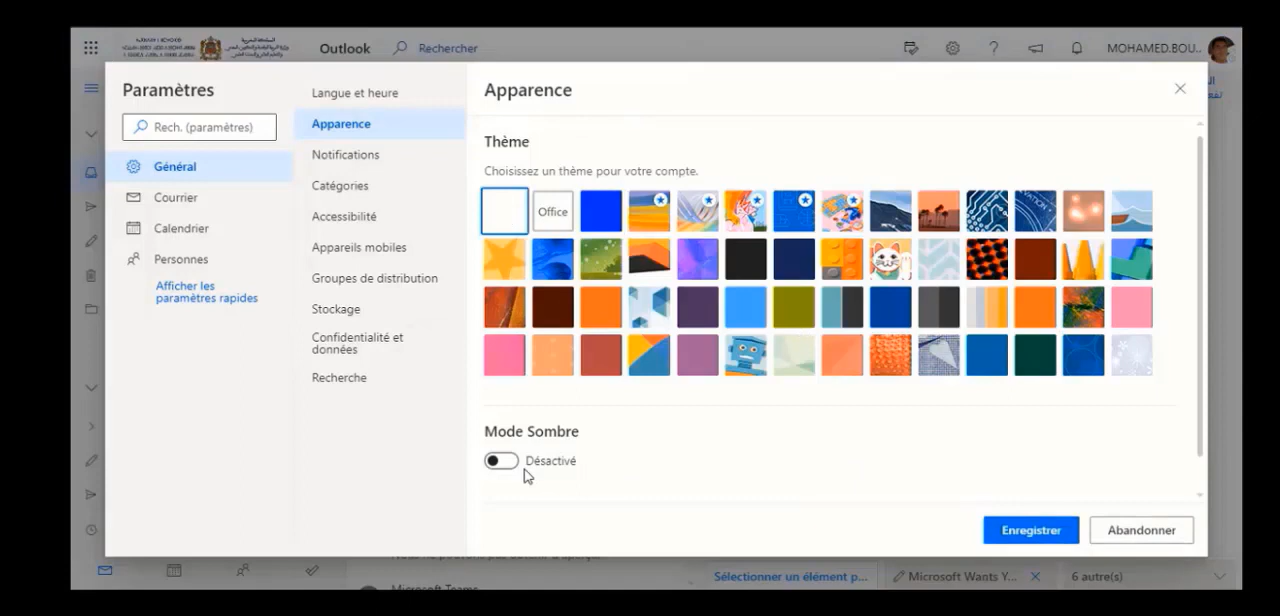 Outlook
Rechercher
MOHAMED.BOU..
Paramètres
Rech. (paramètres)
Général
Courrier
Calendrier
Personnes
Afficher les
paramètres rapides
Langue et heure
Apparence
Notifications
Catégories
Accessibilité
Appareils mobiles
Groupes de distribution
Stockage
Confidentialité et
données
Recherche
Apparence
Thème
Choisissez un thème pour votre compte.
Office
Mode Sombre
Désactivé
Enregistrer
Abandonner
Microsoft Teams
Sélectionner un élément p...
Microsoft Wants Y...
6 autre(s)